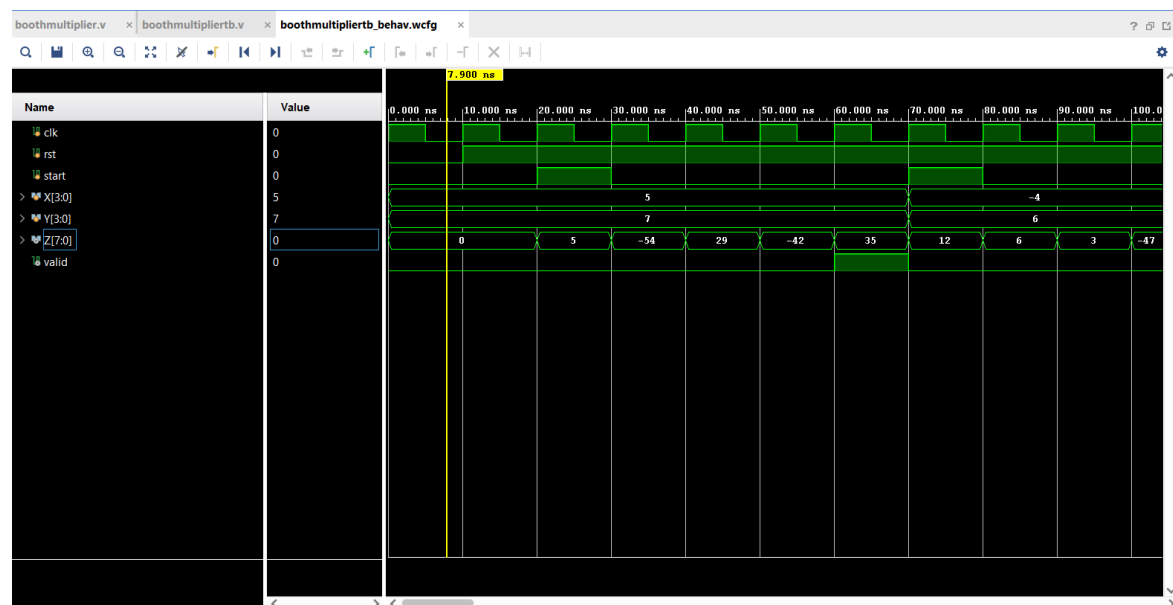 boothmultiplier.v × boothmultipliertb.v × boothmultipliertb_behav.wcfg × ?
7.900 ns
Name Value 0.000 ns 10.000 ns 20.000 ns 30.000 ns 40.000 ns 50.000 ns 60.000 ns 70.000 ns 80.000 ns 90.000 ns 100.0
clk 0
rst 0
start 0
X[3:0] 5 5 -4
Y[3:0] 7 7 6
Z[7:0] 0 0 5 -54 29 -42 35 12 6 3 -47
valid 0